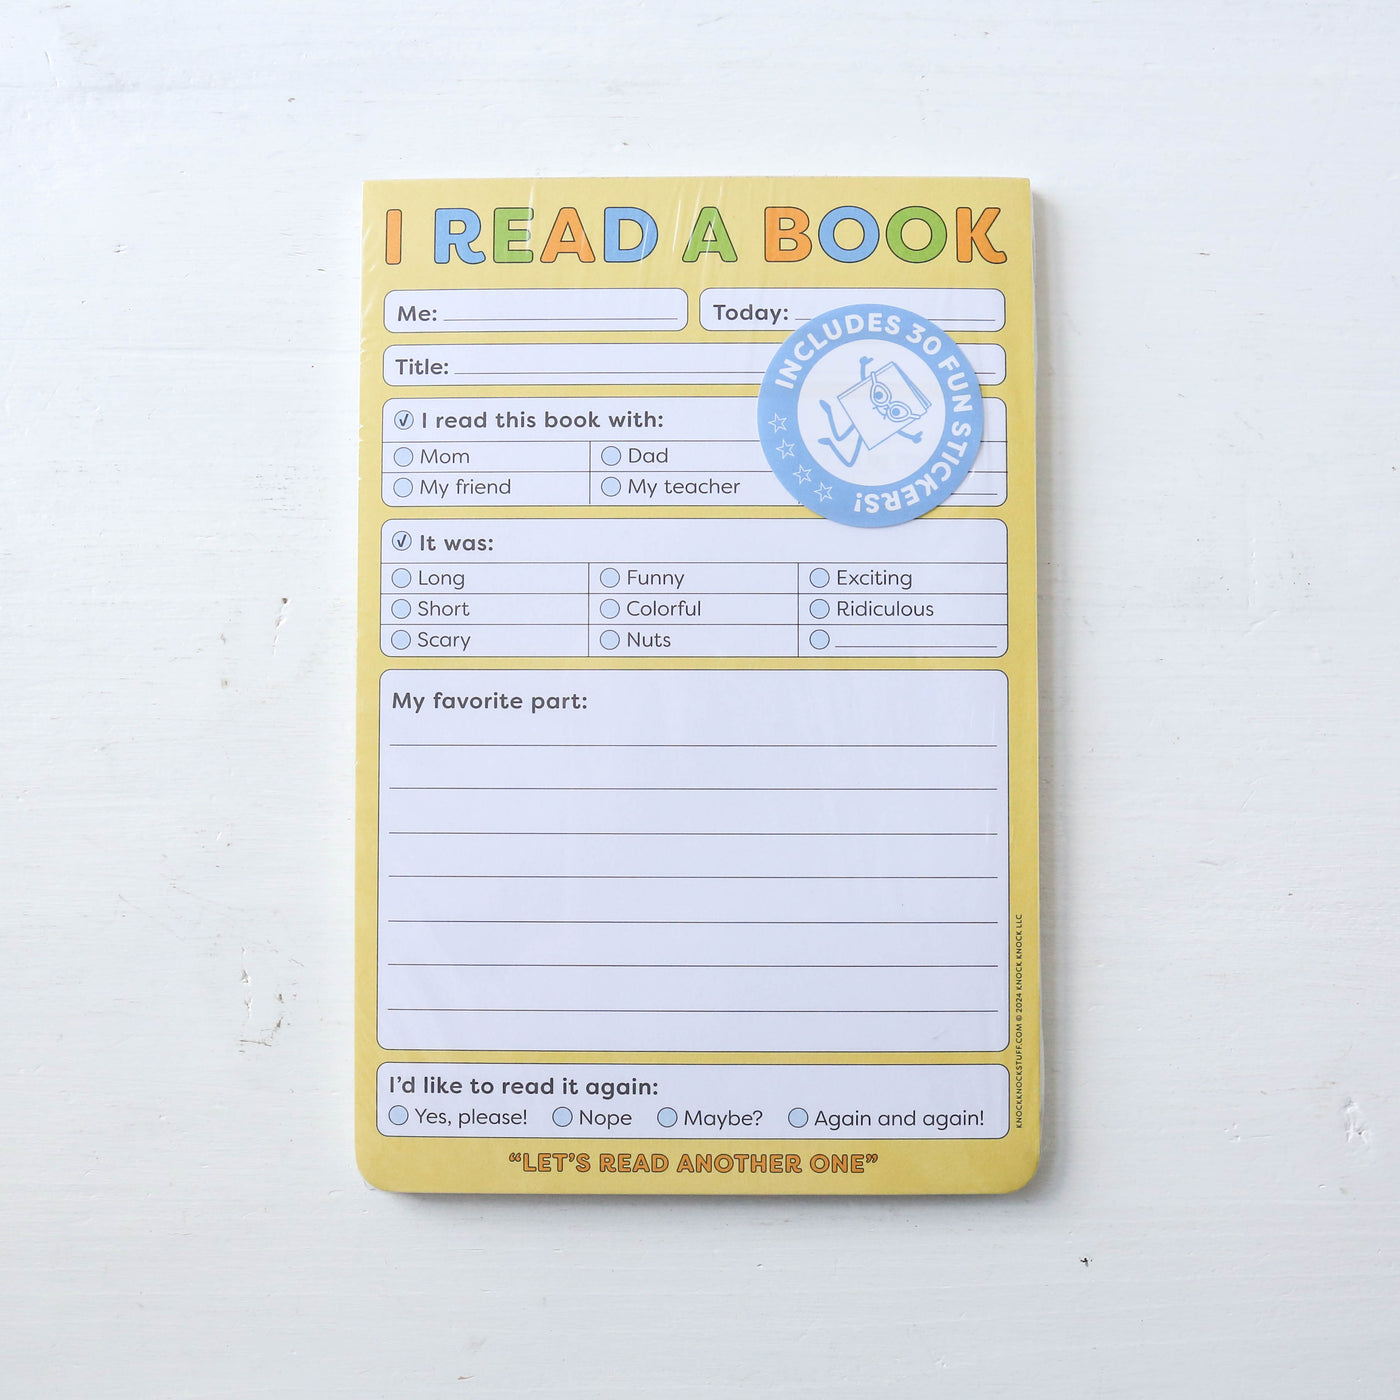 I READ A BOOK
Me:
Today:
Title:
INCLUDES 30 FUN STICKERS!
I read this book with:
Mom
Dad
My friend
My teacher
It was:
Long
Funny
Exciting
Short
Colorful
Ridiculous
Scary
Nuts
My favorite part:
I'd like to read it again:
Yes, please! Nope Maybe? Again and again!
KNOCKKNOCKSTUFF.COM © 2024 KNOCK KNOCK LLC
“LET'S READ ANOTHER ONE”